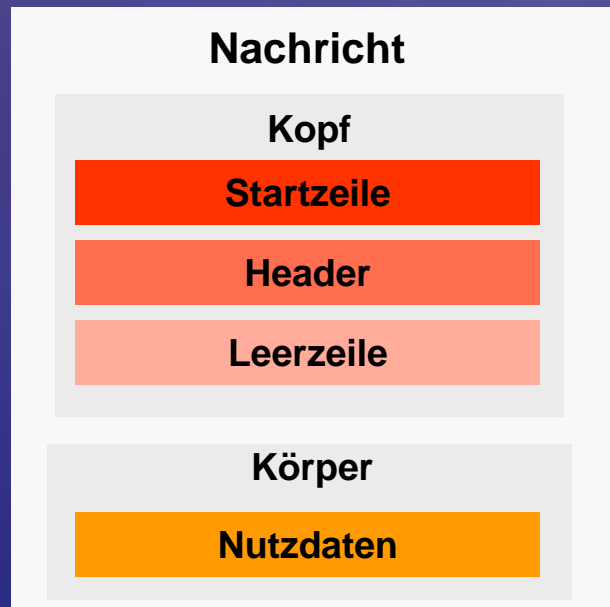 Nachricht
Kopf
Startzeile
Header
Leerzeile
Körper
Nutzdaten